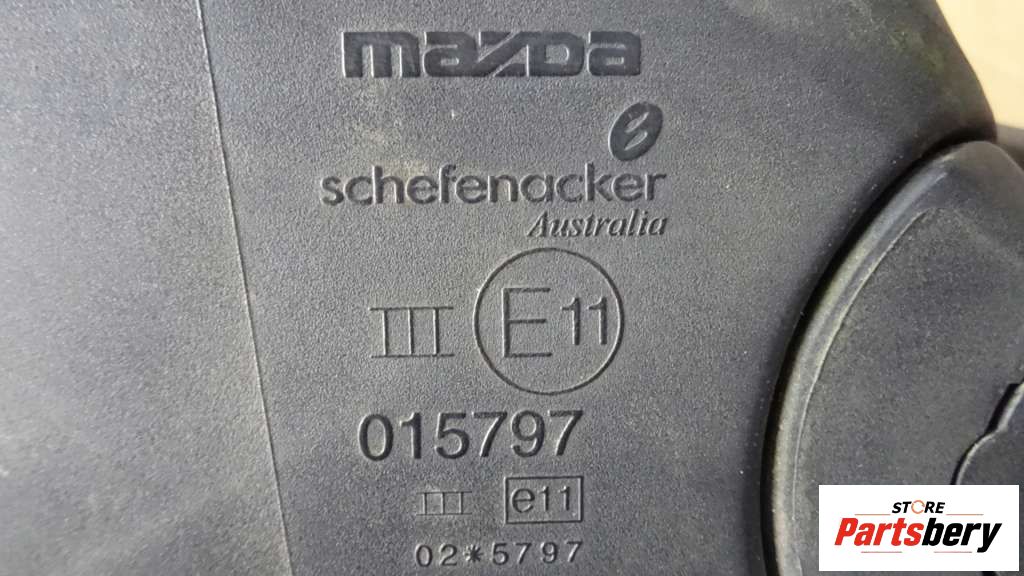 mazda
schefenacker
Australia
III E11
015797
III e11
02*5797
STORE
Partsbery